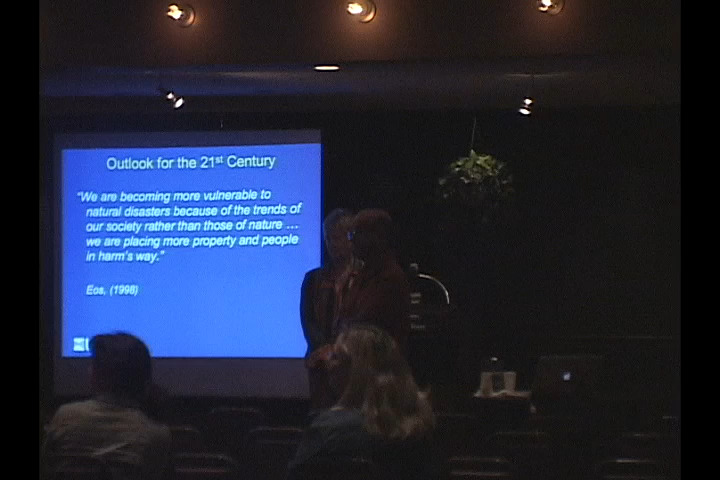 Outlook for the 21st Century
“We are becoming more vulnerable to
natural disasters because of the trends of
our society rather than those of nature ...
we are placing more property and people
in harm's way.”
Eos, (1998)